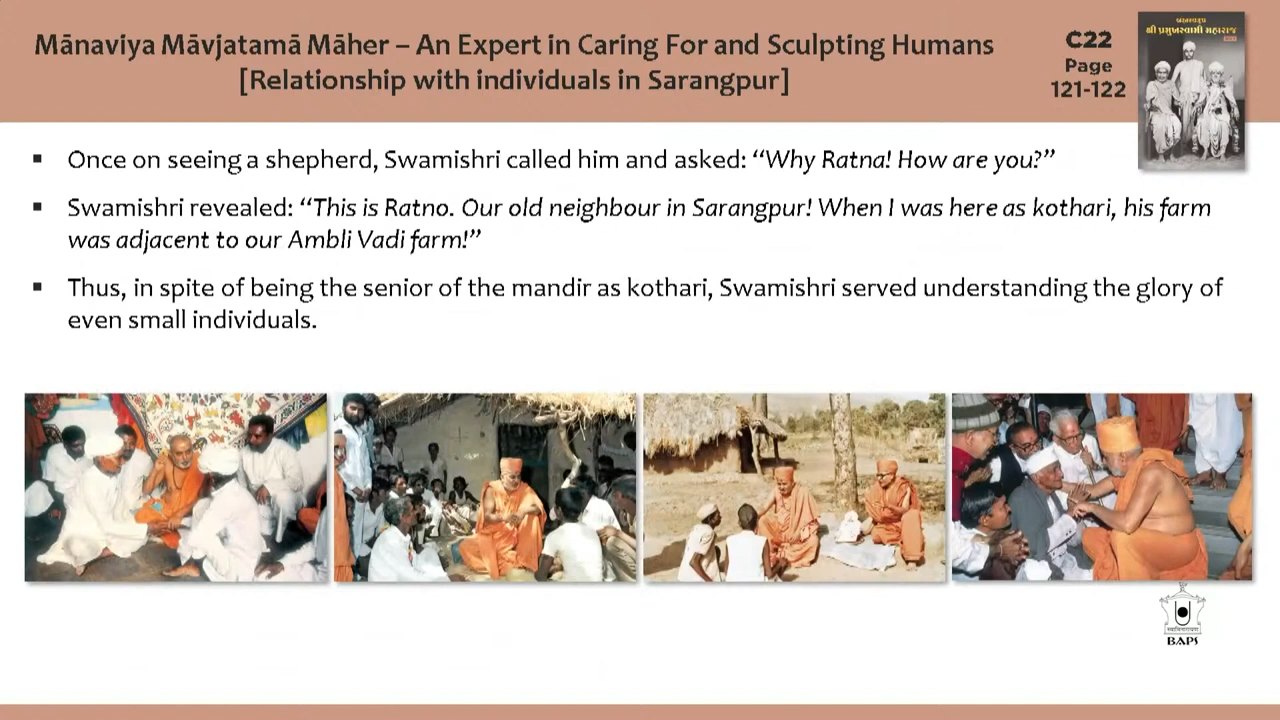 Mānaviya Māvjatamā Māher – An Expert in Caring For and Sculpting Humans
[Relationship with individuals in Sarangpur]
C22
Page
121-122
શ્રી પ્રમુખસ્વામી મહારાજ
▪ Once on seeing a shepherd, Swamishri called him and asked: “Why Ratna! How are you?”
▪ Swamishri revealed: “This is Ratno. Our old neighbour in Sarangpur! When I was here as kothari, his farm
was adjacent to our Ambli Vadi farm!”
▪ Thus, in spite of being the senior of the mandir as kothari, Swamishri served understanding the glory of
even small individuals.
સ્વામિનારાયણ
BAPS